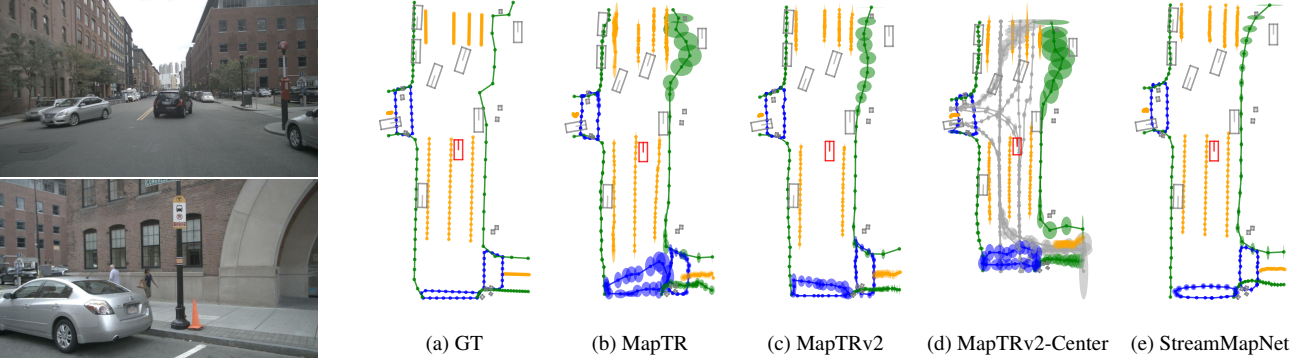 (a) GT
(b) MapTR
(c) MapTRv2
(d) MapTRv2-Center
(e) StreamMapNet